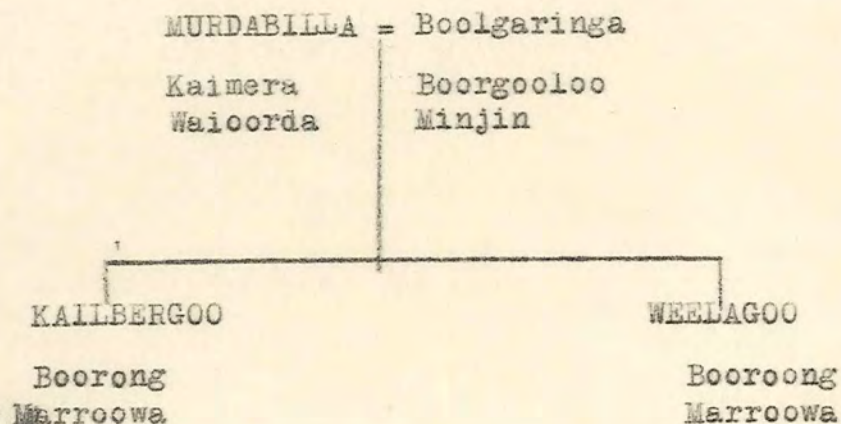 MURDABILLA = Boolgaringa
Kaimera Boorgooloo
Waioorda Minjin
KAILBERGOO WEELAGOO
Boorong Booroong
Marroowa Marroowa